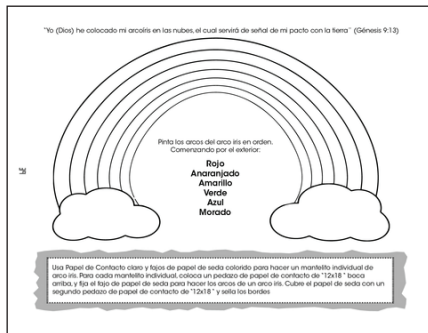 "Yo (Dios) he colocado mi arcoíris en las nubes, el cual servirá de señal de mi pacto con la tierra" (Génesis 9:13)
Pinta los arcos del arco iris en orden.
Comenzando por el exterior:
Rojo
Anaranjado
Amarillo
Verde
Azul
Morado
Usa Papel de Contacto claro y fajos de papel de seda colorido para hacer un mantelito individual de
arco iris. Para cada mantelito individual, coloca un pedazo de papel de contacto de "12x18 " boca
arriba, y fija el fajo de papel de seda para hacer los arcos de un arco iris. Cubre el papel de seda con un
segundo pedazo de papel de contacto de "12x18 " y sella los bordes